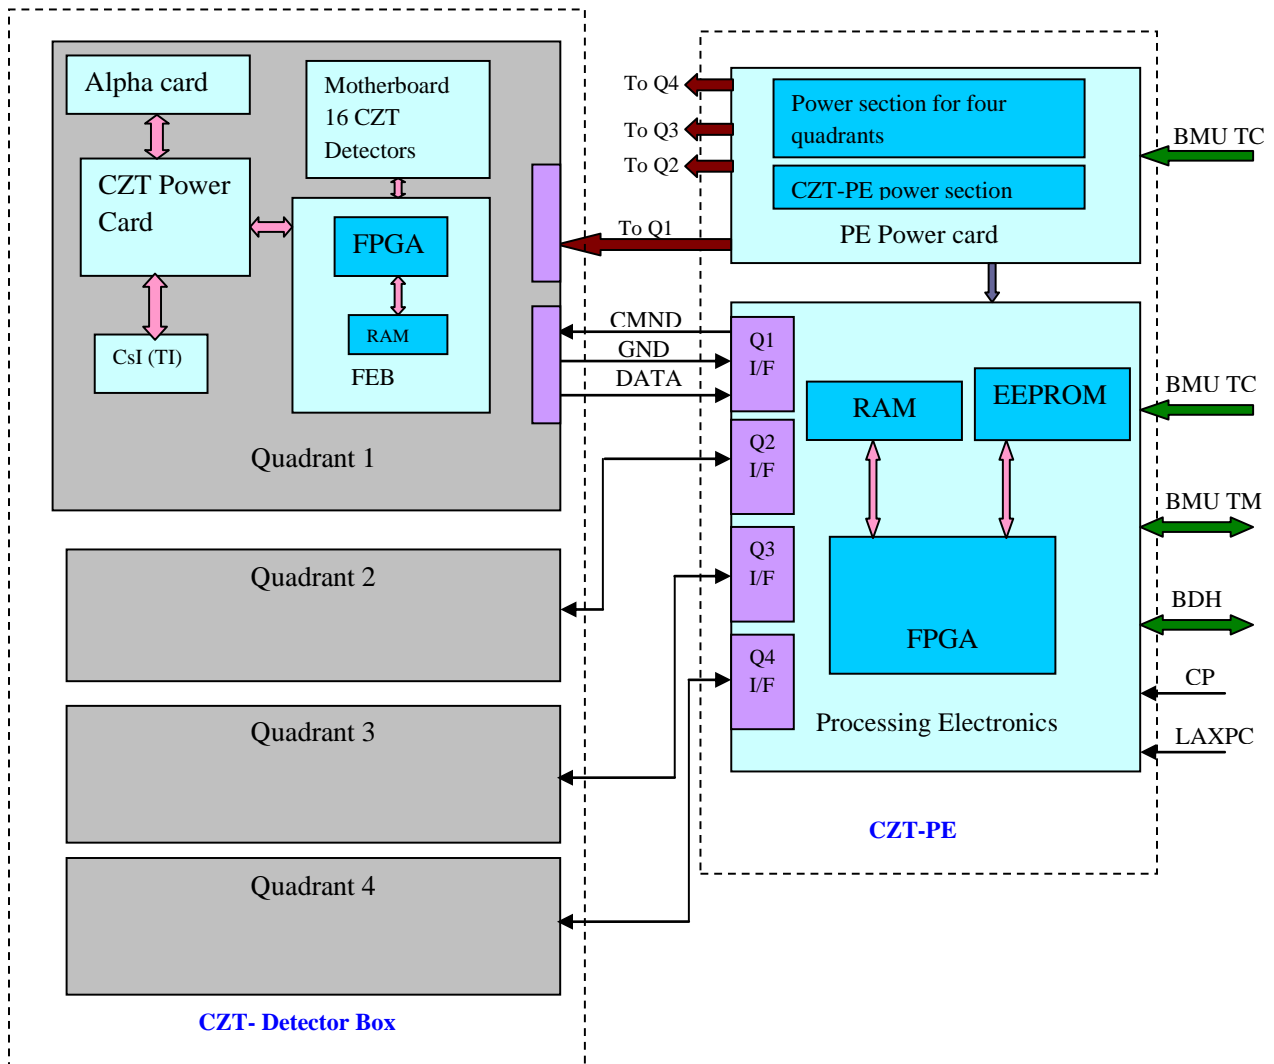 Alpha card
Motherboard
16 CZT
Detectors
CZT Power
Card
FPGA
RAM
FEB
CsI (TI)
Quadrant 1
Quadrant 2
Quadrant 3
Quadrant 4
CZT- Detector Box
To Q4
To Q3
To Q2
To Q1
CMND
GND
DATA
Power section for four
quadrants
CZT-PE power section
PE Power card
Q1
I/F
Q2
I/F
Q3
I/F
Q4
I/F
RAM
EEPROM
FPGA
Processing Electronics
CZT-PE
BMU TC
BMU TC
BMU TM
BDH
CP
LAXPC